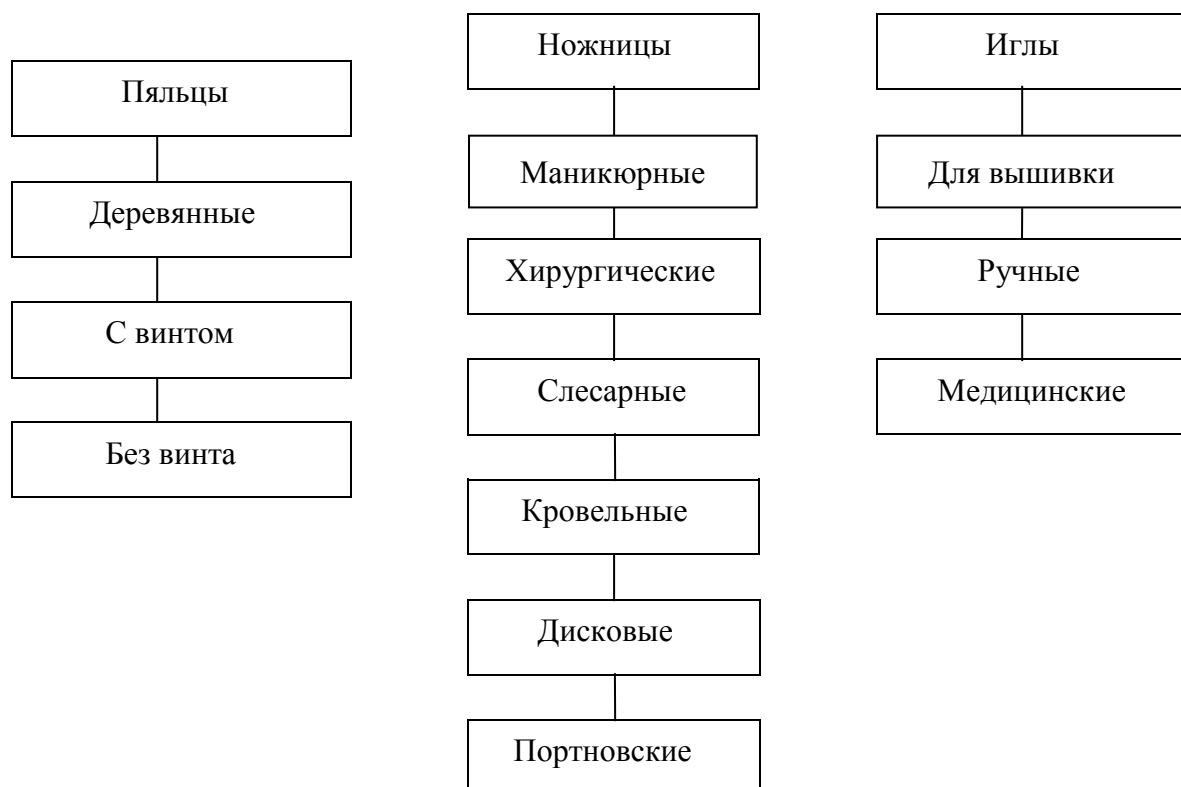 Пяльцы
Деревянные
С винтом
Без винта
Ножницы
Маникюрные
Хирургические
Слесарные
Кровельные
Дисковые
Портновские
Иглы
Для вышивки
Ручные
Медицинские